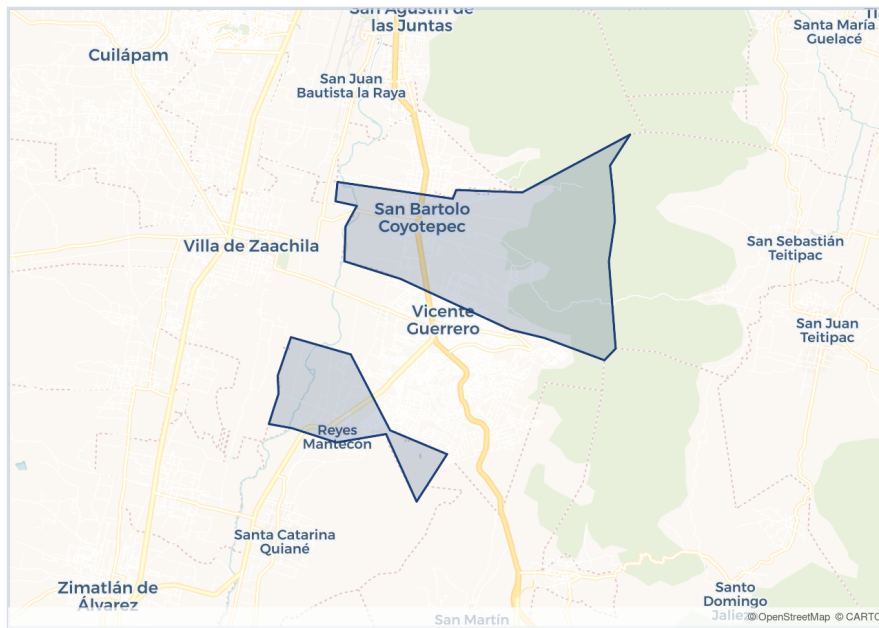 San Agustín de
las Juntas
Santa María
Guelacé
Cuilápam
San Juan
Bautista la Raya
San Bartolo
Coyotepec
Villa de Zaachila
San Sebastián
Teitipac
Vicente
Guerrero
San Juan
Teitipac
Reyes
Mantecón
Santa Catarina
Quiané
Zimatlán de
Álvarez
Santo
Domingo
Jalieza
San Martín
© OpenStreetMap © CARTO